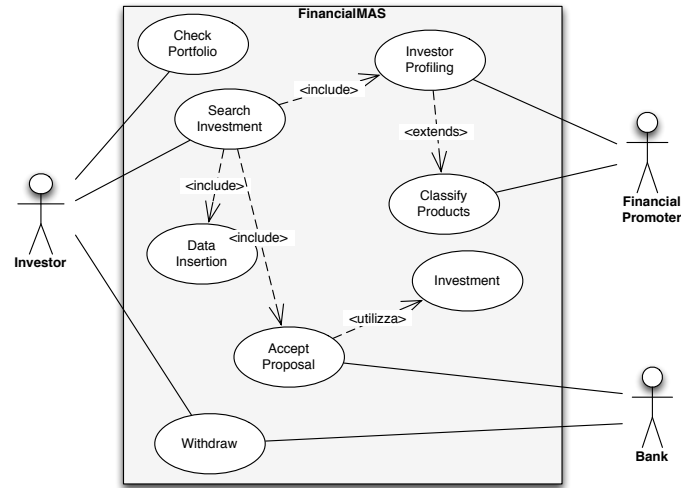 FinancialMAS
Check
Portfolio
Investor
Profiling
<include>
Search
Investment
<extends>
<include>
Classify
Products
Financial
Promoter
Investor
<include>
Data
Insertion
Investment
<utilizza>
Accept
Proposal
Withdraw
Bank